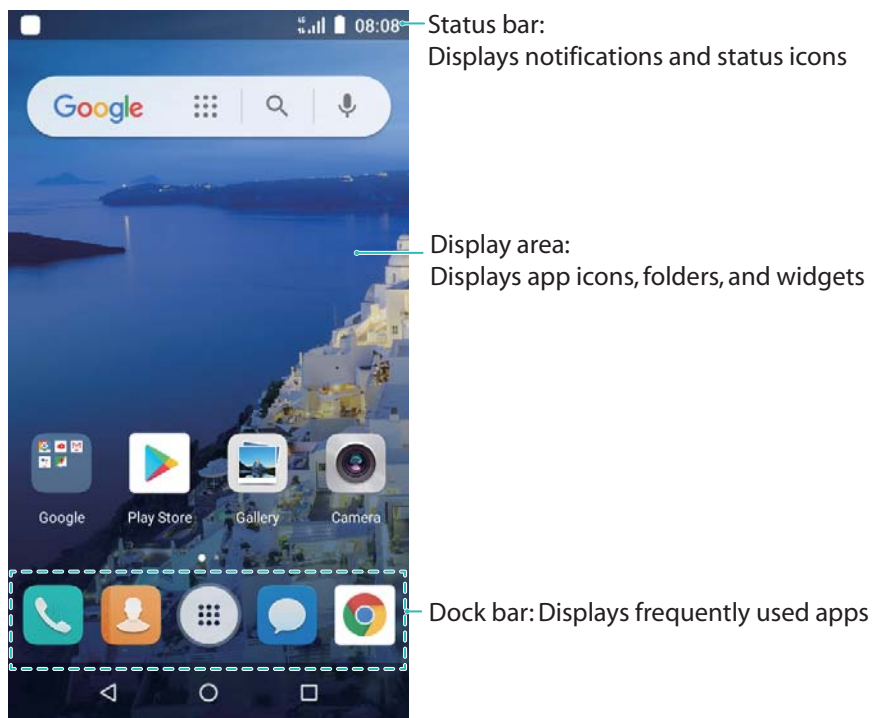 08:08
Status bar:
Displays notifications and status icons
Google
Display area:
Displays app icons, folders, and widgets
Google Play Store Gallery Camera
Dock bar: Displays frequently used apps